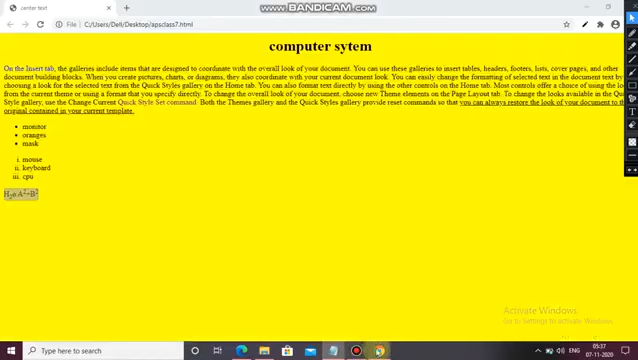 WWW.BANDICAM.COM
center text
File C:/Users/Dell/Desktop/apsclass7.html
computer sytem
On the Insert tab, the galleries include items that are designed to coordinate with the overall look of your document. You can use these galleries to insert tables, headers, footers, lists, cover pages, and other
document building blocks. When you create pictures, charts, or diagrams, they also coordinate with your current document look. You can easily change the formatting of selected text in the document text by
choosing a look for the selected text from the Quick Styles gallery on the Home tab. You can also format text directly by using the other controls on the Home tab. Most controls offer a choice of using the loo
from the current theme or using a format that you specify directly. To change the overall look of your document, choose new Theme elements on the Page Layout tab. To change the looks available in the Qui
Style gallery, use the Change Current Quick Style Set command. Both the Themes gallery and the Quick Styles gallery provide reset commands so that you can always restore the look of your document to the
original contained in your current template.
monitor
oranges
mask
i. mouse
ii. keyboard
iii. cpu
Activate Windows
Go to Settings to activate Windows.
Type here to search
ENG
05:37
07-11-2020